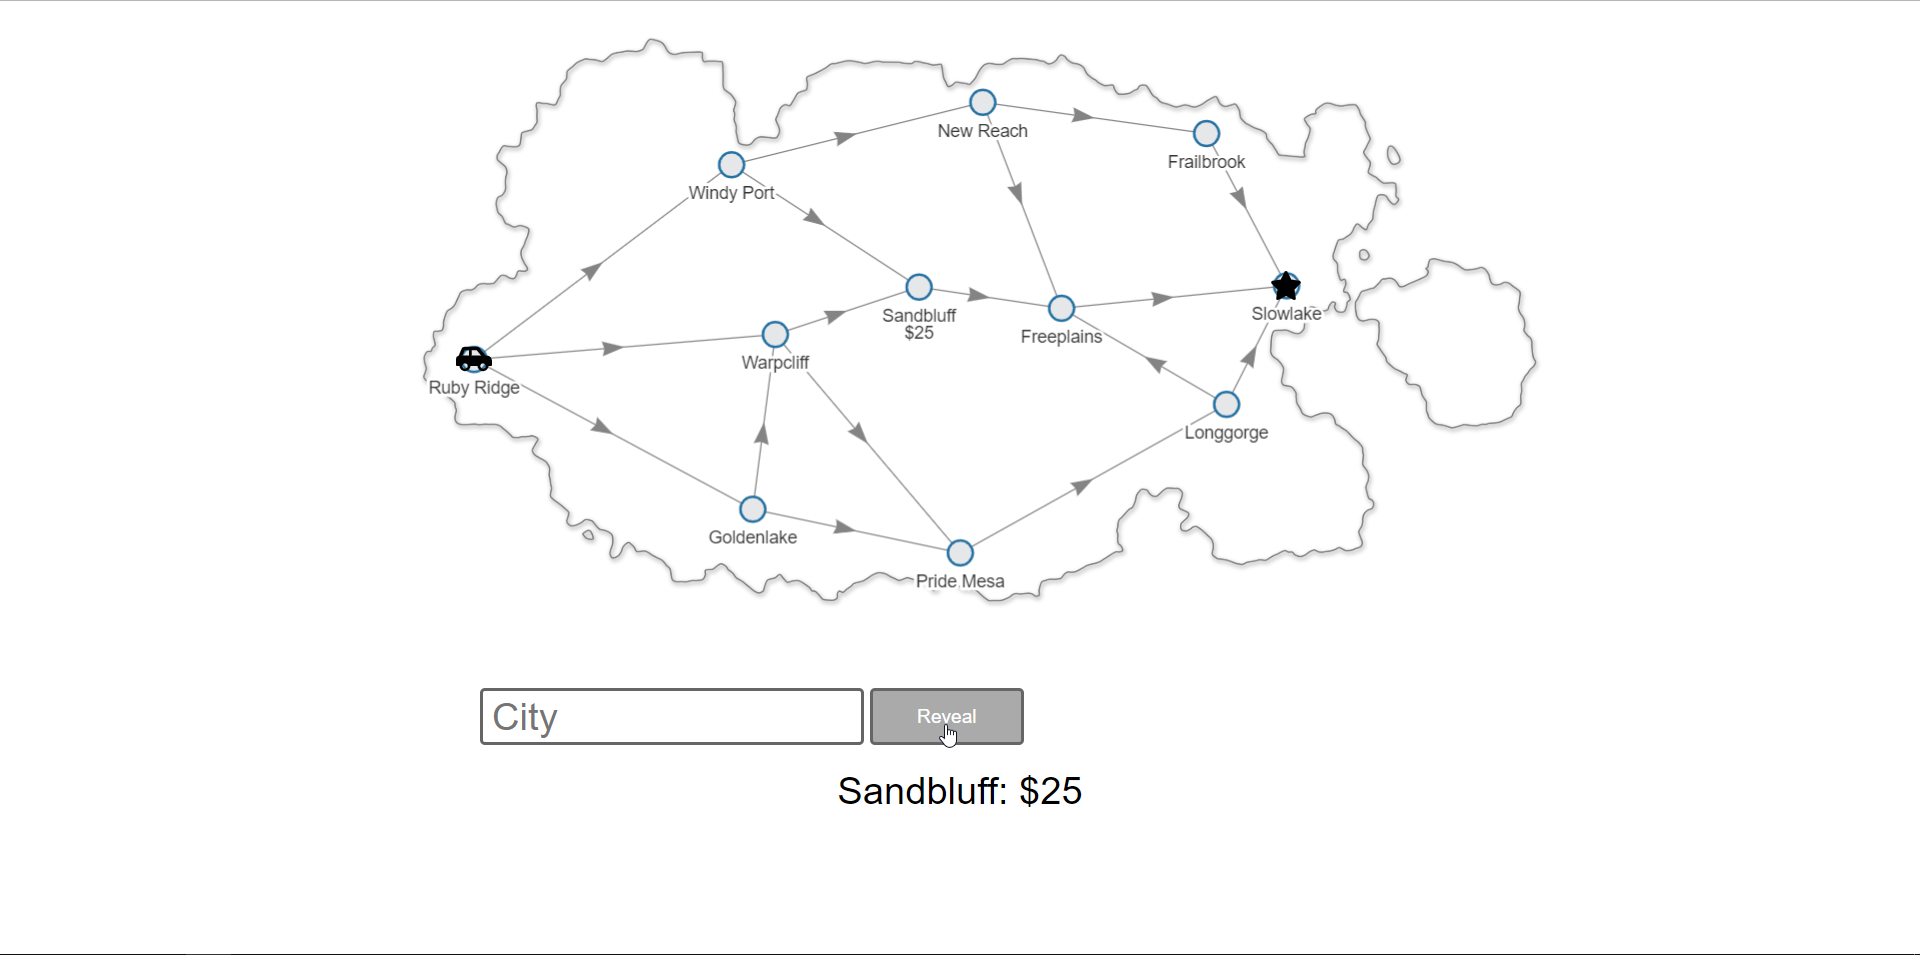 New Reach
Frailbrook
Windy Port
Sandbluff
$25
Slowlake
Freeplains
Warpcliff
Ruby Ridge
Longgorge
Goldenlake
Pride Mesa
City
Reveal
Sandbluff: $25